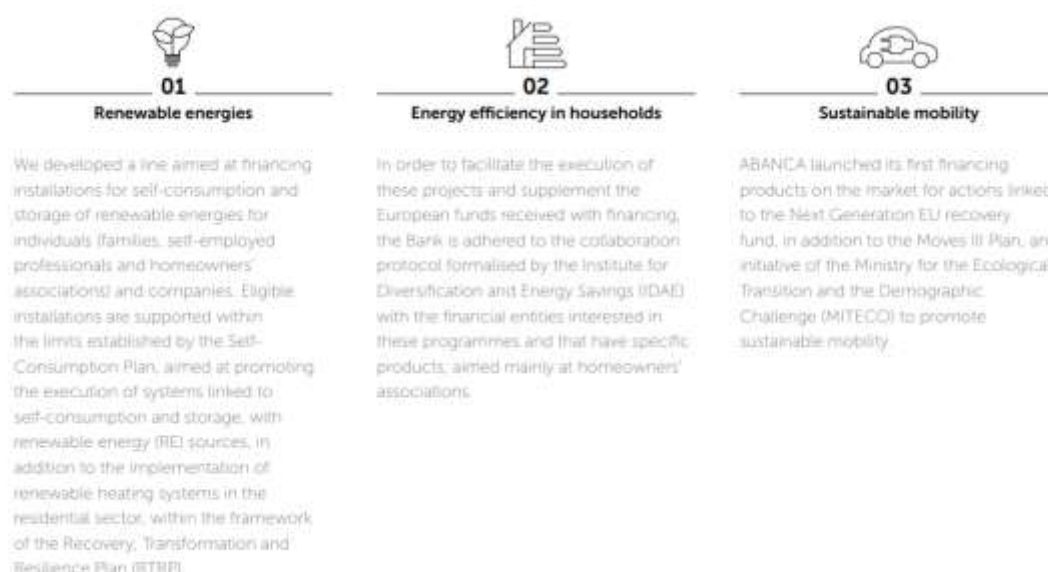 01
Renewable energies
We developed a line aimed at financing
installations for self-consumption and
storage of renewable energies for
individuals (families, self-employed
professionals and homeowners'
associations) and companies. Eligible
installations are supported within
the limits established by the Self-
Consumption Plan, aimed at promoting
the execution of systems linked to
self-consumption and storage, with
renewable energy (RE) sources, in
addition to the implementation of
renewable heating systems in the
residential sector, within the framework
of the Recovery, Transformation and
Resilience Plan (RTRP).
02
Energy efficiency in households
In order to facilitate the execution of
these projects and supplement the
European funds received with financing,
the Bank is adhered to the collaboration
protocol formalised by the Institute for
Diversification and Energy Savings (IDAE)
with the financial entities interested in
these programmes and that have specific
products, aimed mainly at homeowners'
associations.
03
Sustainable mobility
ABANCA launched its first financing
products on the market for actions linked
to the Next Generation EU recovery
fund, in addition to the Moves III Plan, an
initiative of the Ministry for the Ecological
Transition and the Demographic
Challenge (MITECO) to promote
sustainable mobility.